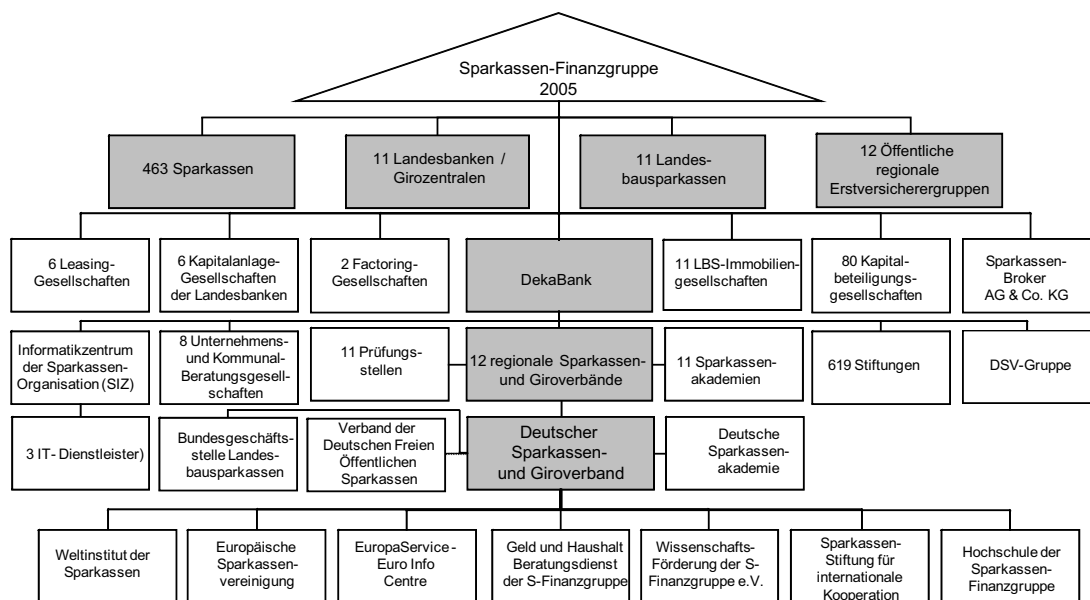 Sparkassen-Finanzgruppe
2005
463 Sparkassen
11 Landesbanken /
Girozentralen
11 Landes-
bausparkassen
12 Öffentliche
regionale
Erstversicherergruppen
6 Leasing-
Gesellschaften
6 Kapitalanlage-
Gesellschaften
der Landesbanken
2 Factoring-
Gesellschaften
DekaBank
11 LBS-Immobilien-
gesellschaften
80 Kapital-
beteiligungs-
gesellschaften
Sparkassen-
Broker
AG & Co. KG
Informatikzentrum
der Sparkassen-
Organisation (SIZ)
8 Unternehmens-
und Kommunal-
Beratungsgesell-
schaften
11 Prüfungs-
stellen
12 regionale Sparkassen-
und Giroverbände
11 Sparkassen-
akademien
619 Stiftungen
DSV-Gruppe
3 IT- Dienstleister)
Bundesgeschäfts-
stelle Landes-
bausparkassen
Verband der
Deutschen Freien
Öffentlichen
Sparkassen
Deutscher
Sparkassen-
und Giroverband
Deutsche
Sparkassen-
akademie
Weltinstitut der
Sparkassen
Europäische
Sparkassen-
vereinigung
EuropaService -
Euro Info
Centre
Geld und Haushalt
Beratungsdienst
der S-Finanzgruppe
Wissenschafts-
Förderung der S-
Finanzgruppe e.V.
Sparkassen-
Stiftung für
internationale
Kooperation
Hochschule der
Sparkassen-
Finanzgruppe